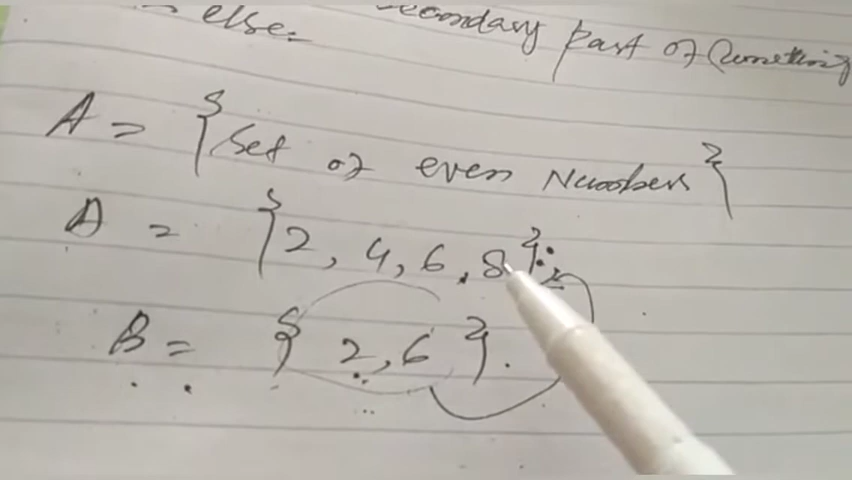 else. secondary part of something
A = {Set of even Numbers}
A = {2, 4, 6, 8}
B = {2, 6}.